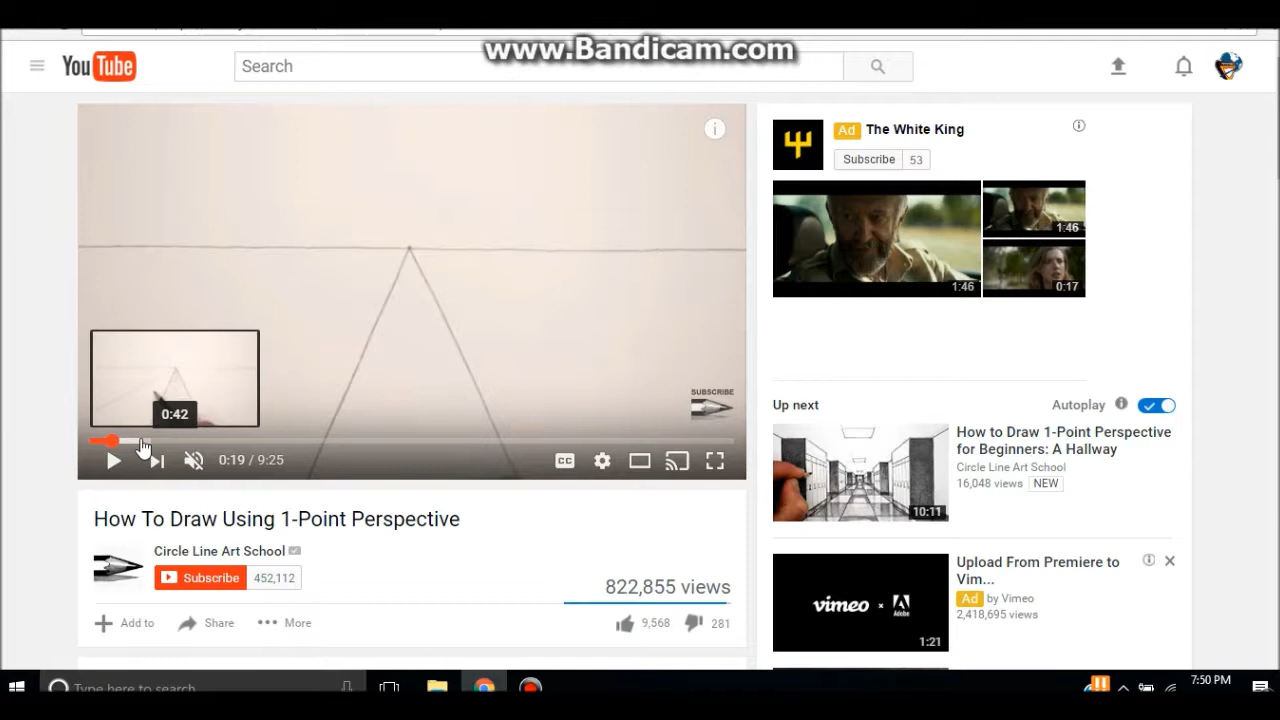 www.Bandicam.com
YouTube
Search
Ad The White King
Subscribe 53
1:46
1:46
0:17
SUBSCRIBE
0:42
0:19 / 9:25
CC
Up next
Autoplay
How to Draw 1-Point Perspective
for Beginners: A Hallway
Circle Line Art School
16,048 views NEW
10:11
How To Draw Using 1-Point Perspective
Circle Line Art School
Subscribe 452,112
822,855 views
Add to
Share
More
9,568
281
Upload From Premiere to
Vim...
Ad by Vimeo
2,418,695 views
vimeo x Adobe
1:21
Type here to search
7:50 PM